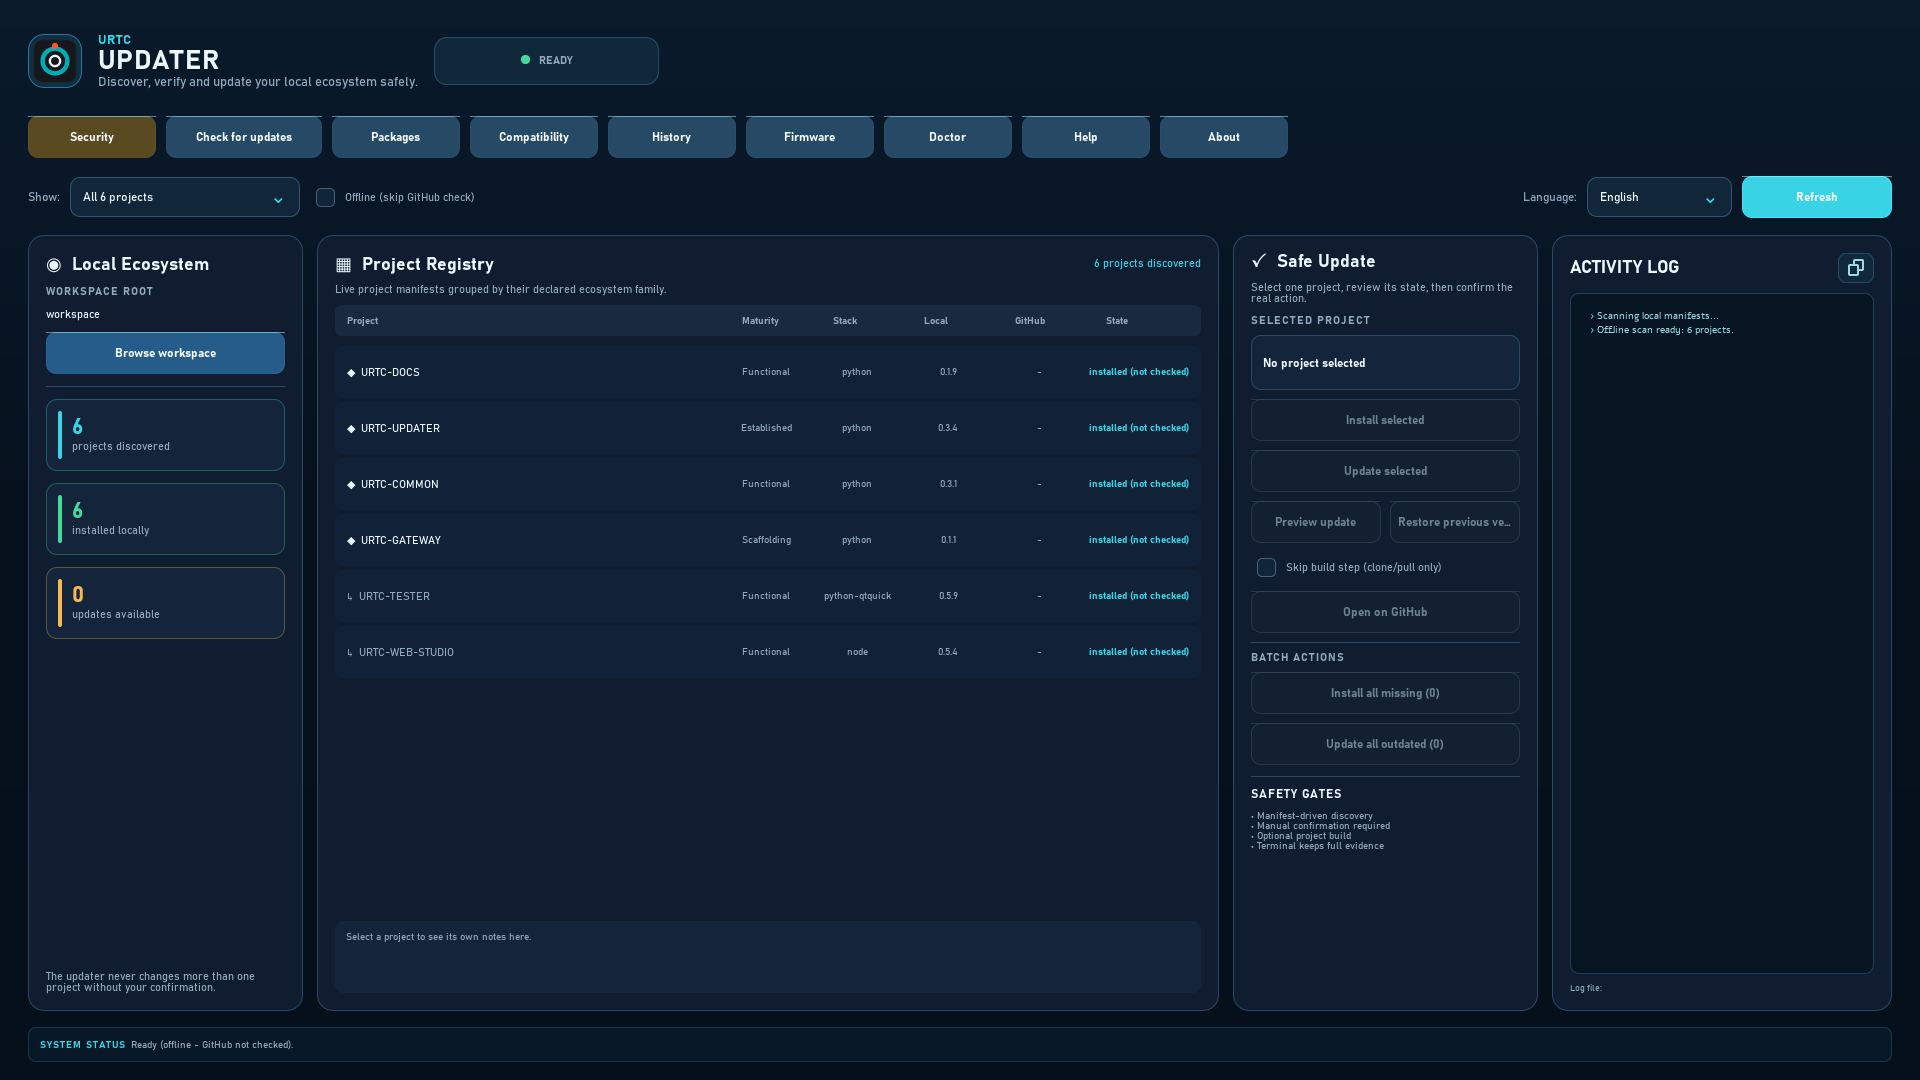 URTC
UPDATER
Discover, verify and update your local ecosystem safely.
READY
Security
Check for updates
Packages
Compatibility
History
Firmware
Doctor
Help
About
Show:
All 6 projects
Offline (skip GitHub check)
Language:
English
Refresh
Local Ecosystem
WORKSPACE ROOT
workspace
Browse workspace
6
projects discovered
6
installed locally
0
updates available
The updater never changes more than one
project without your confirmation.
Project Registry
6 projects discovered
Live project manifests grouped by their declared ecosystem family.
Project Maturity Stack Local GitHub State
◆ URTC-DOCS Functional python 0.1.9 - installed (not checked)
◆ URTC-UPDATER Established python 0.3.4 - installed (not checked)
◆ URTC-COMMON Functional python 0.3.1 - installed (not checked)
◆ URTC-GATEWAY Scaffolding python 0.1.1 - installed (not checked)
↳ URTC-TESTER Functional python-qtquick 0.5.9 - installed (not checked)
↳ URTC-WEB-STUDIO Functional node 0.5.4 - installed (not checked)
Select a project to see its own notes here.
✓ Safe Update
Select one project, review its state, then confirm the
real action.
SELECTED PROJECT
No project selected
Install selected
Update selected
Preview update
Restore previous ve…
Skip build step (clone/pull only)
Open on GitHub
BATCH ACTIONS
Install all missing (0)
Update all outdated (0)
SAFETY GATES
• Manifest-driven discovery
• Manual confirmation required
• Optional project build
• Terminal keeps full evidence
ACTIVITY LOG
› Scanning local manifests…
› Offline scan ready: 6 projects.
Log file:
SYSTEM STATUS Ready (offline - GitHub not checked).